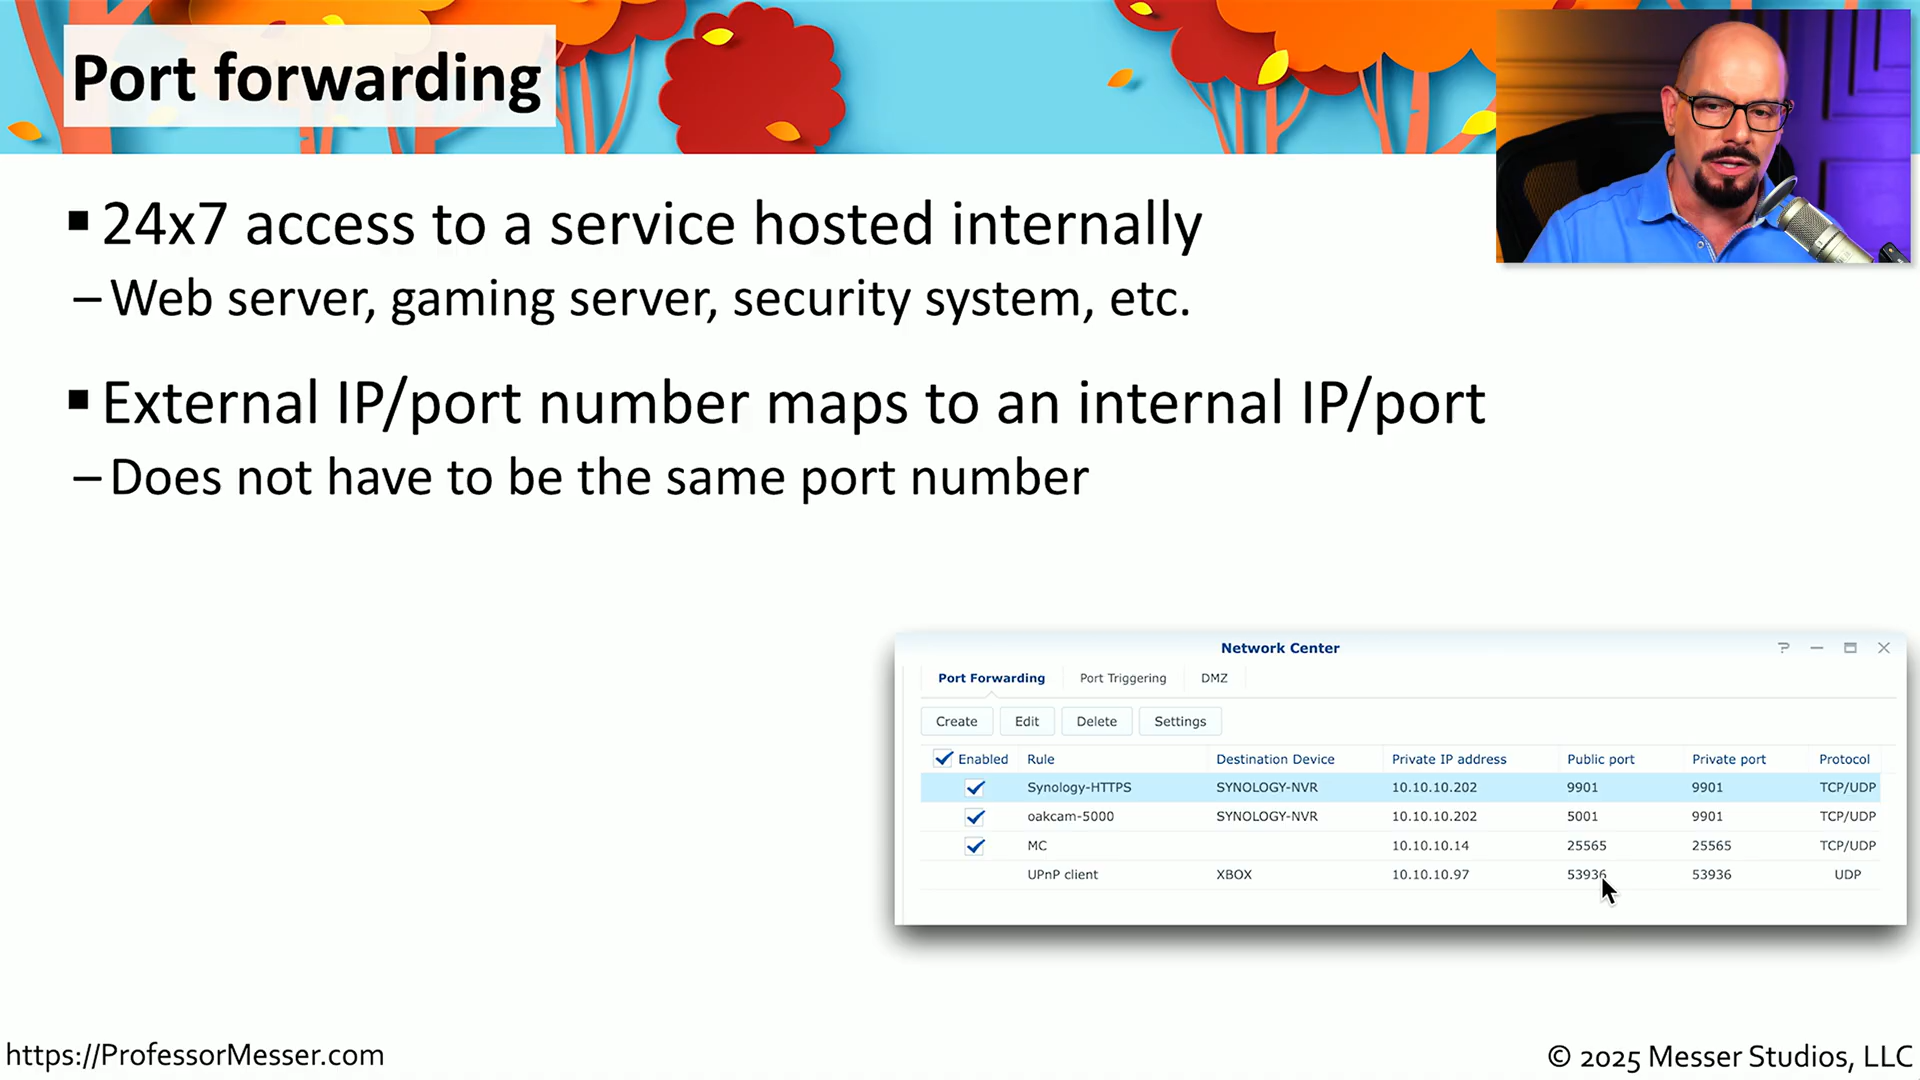 Port forwarding
▪ 24x7 access to a service hosted internally
– Web server, gaming server, security system, etc.
▪ External IP/port number maps to an internal IP/port
– Does not have to be the same port number
Network Center
Port Forwarding Port Triggering DMZ
Create Edit Delete Settings
Enabled Rule Destination Device Private IP address Public port Private port Protocol
Synology-HTTPS SYNOLOGY-NVR 10.10.10.202 9901 9901 TCP/UDP
oakcam-5000 SYNOLOGY-NVR 10.10.10.202 5001 9901 TCP/UDP
MC 10.10.10.14 25565 25565 TCP/UDP
UPnP client XBOX 10.10.10.97 53936 53936 UDP
https://ProfessorMesser.com
© 2025 Messer Studios, LLC